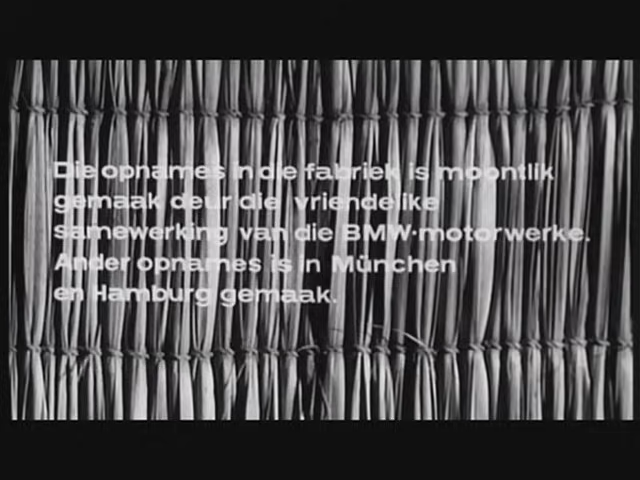 Die opnames in die fabriek is moontlik
gemaak deur die vriendelike
samewerking van die BMW-motorwerke.
Ander opnames is in München
en Hamburg gemaak.